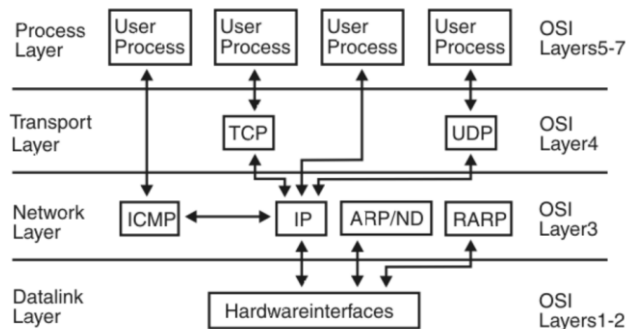 Process
Layer
User
Process
User
Process
User
Process
User
Process
OSI
Layers5-7
Transport
Layer
TCP
UDP
OSI
Layer4
Network
Layer
ICMP
IP
ARP/ND
RARP
OSI
Layer3
Datalink
Layer
Hardwareinterfaces
OSI
Layers1-2